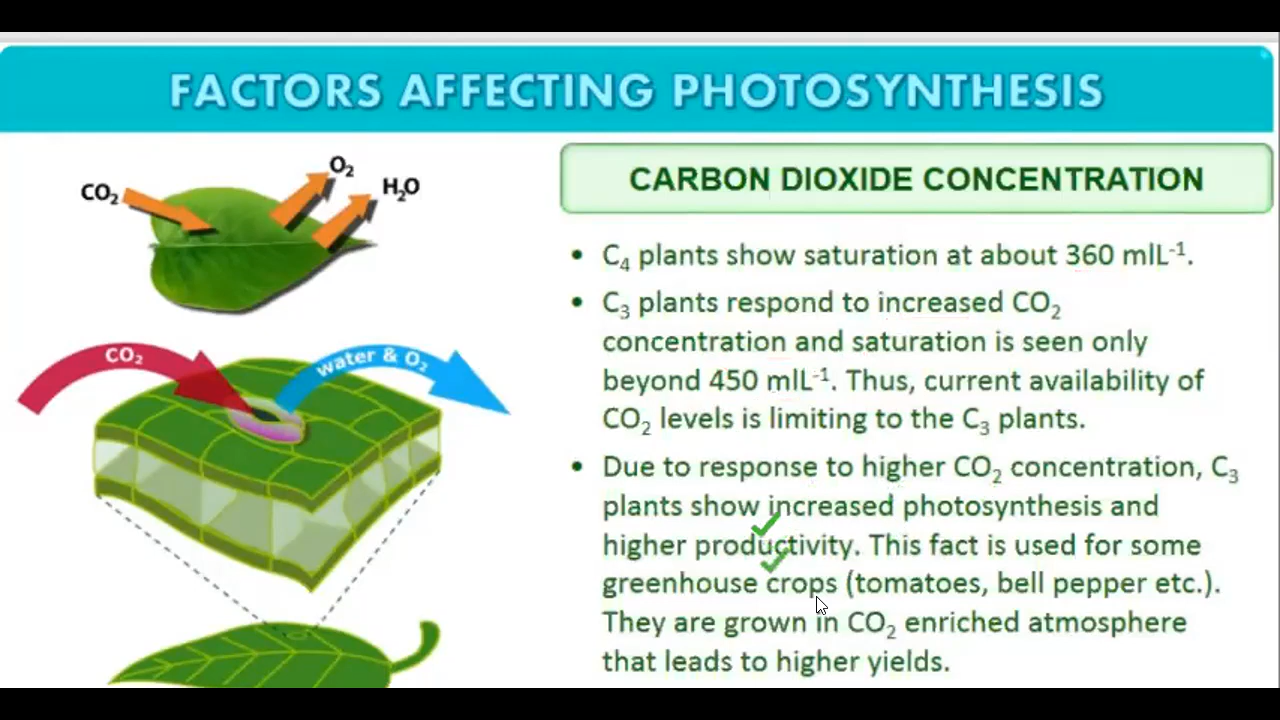 FACTORS AFFECTING PHOTOSYNTHESIS
CO₂
O₂
H₂O
CO₂
water & O₂
CARBON DIOXIDE CONCENTRATION
• C₄ plants show saturation at about 360 mlL⁻¹.
• C₃ plants respond to increased CO₂
concentration and saturation is seen only
beyond 450 mlL⁻¹. Thus, current availability of
CO₂ levels is limiting to the C₃ plants.
• Due to response to higher CO₂ concentration, C₃
plants show increased photosynthesis and
higher productivity. This fact is used for some
greenhouse crops (tomatoes, bell pepper etc.).
They are grown in CO₂ enriched atmosphere
that leads to higher yields.